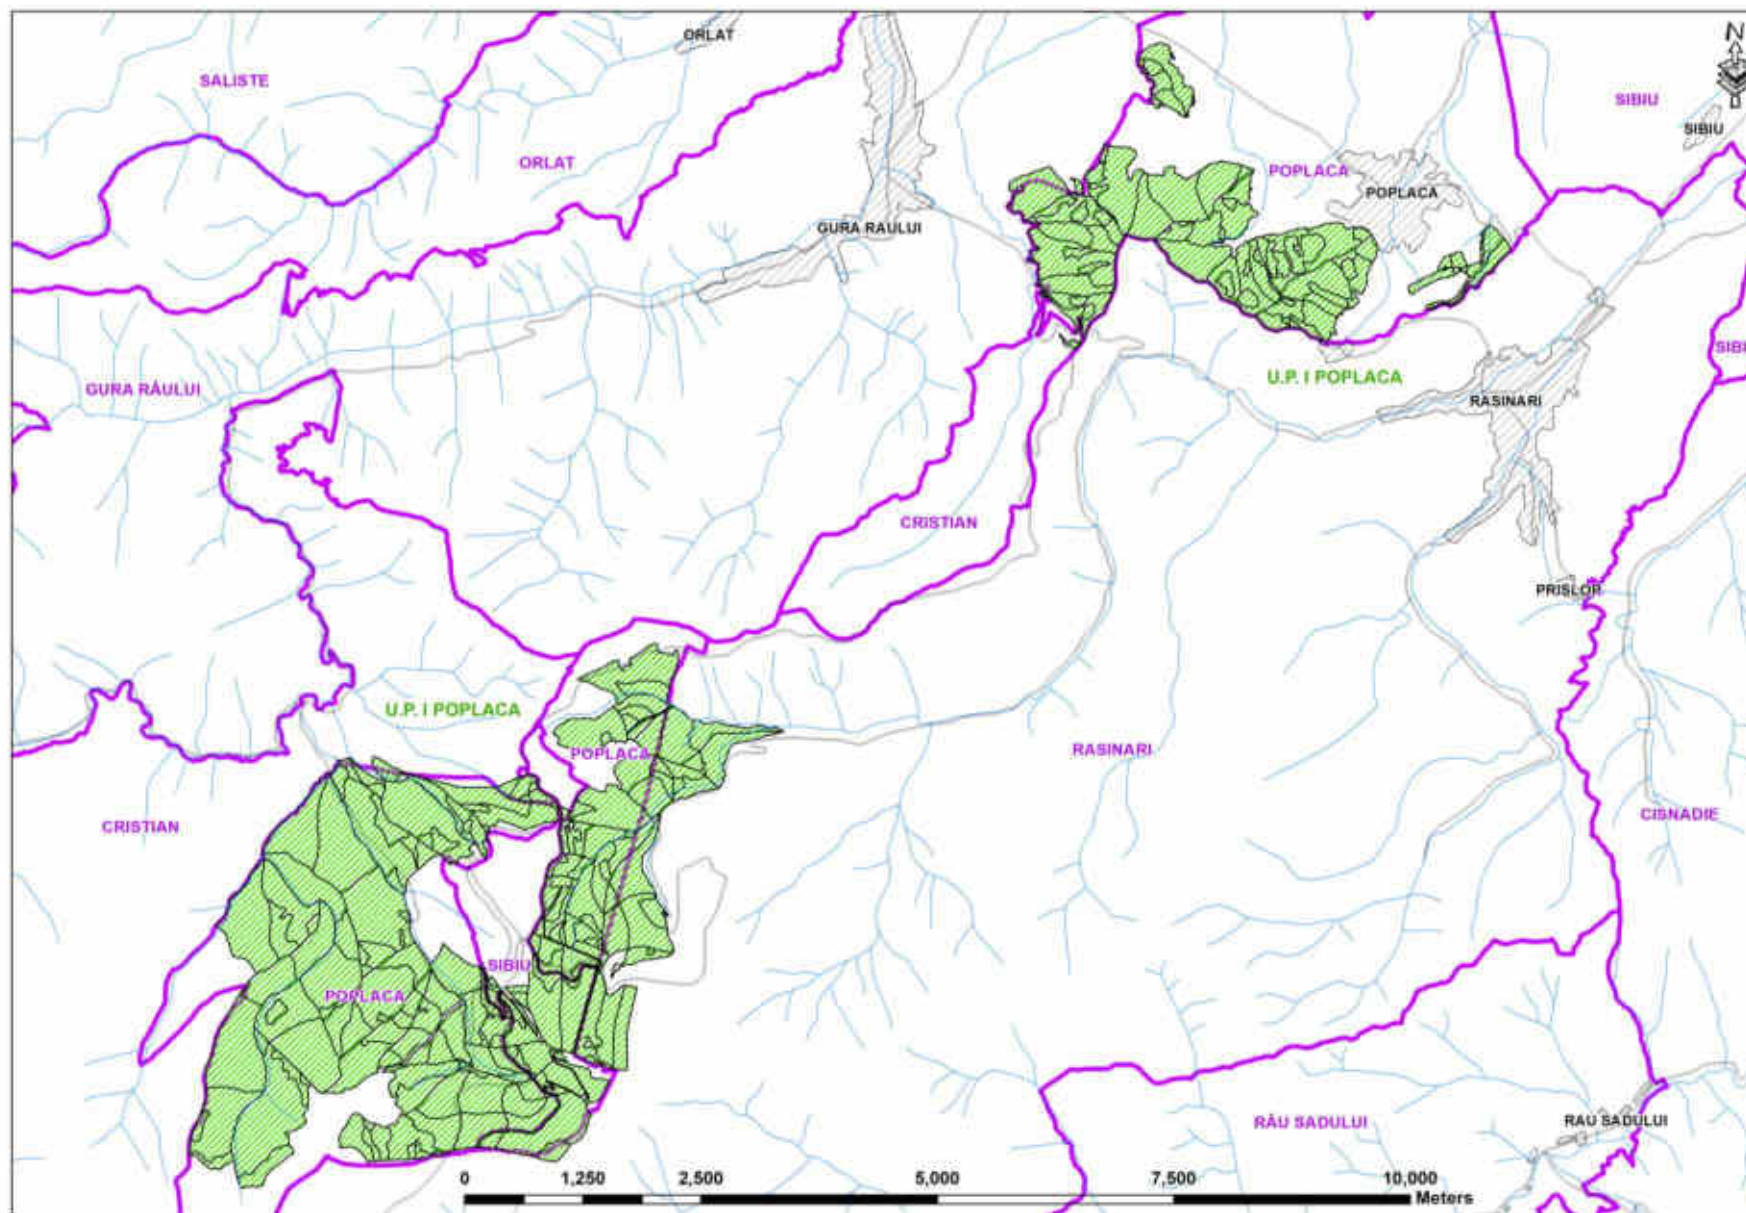 ORLAT
N
SALISTE
SIBIU
SIBIU
ORLAT
POPLACA
POPLACA
GURA RAULUI
SIBI
U.P. I POPLACA
GURA RÂULUI
RASINARI
CRISTIAN
PRISLOP
U.P. I POPLACA
POPLACA
RASINARI
CISNADIE
CRISTIAN
SIBIU
POPLACA
RÂU SADULUI
RAU SADULUI
0 1,250 2,500 5,000 7,500 10,000
Meters